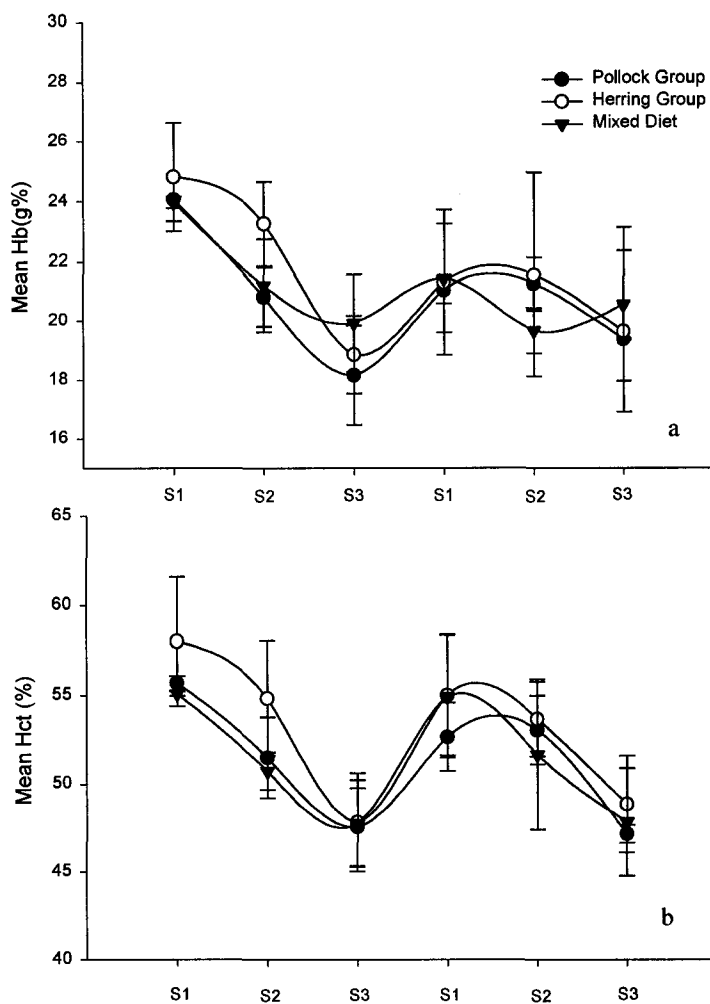 30
28
26
24
22
20
18
16
Mean Hb(g%)
Pollock Group
Herring Group
Mixed Diet
a
S1 S2 S3 S1 S2 S3
65
60
55
50
45
40
Mean Hct (%)
b
S1 S2 S3 S1 S2 S3